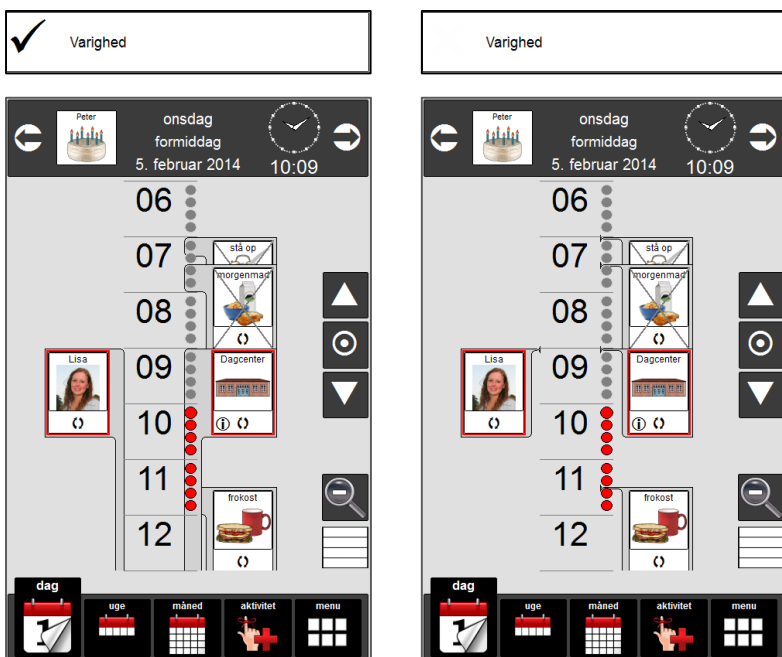 Varighed
Peter
onsdag
formiddag
5. februar 2014
10:09
06
stå op
07
morgenmad
08
Lisa
09
Dagcenter
10
11
frokost
12
dag
uge
måned
aktivitet
menu
Varighed
Peter
onsdag
formiddag
5. februar 2014
10:09
06
stå op
07
morgenmad
08
Lisa
09
Dagcenter
10
11
frokost
12
dag
uge
måned
aktivitet
menu